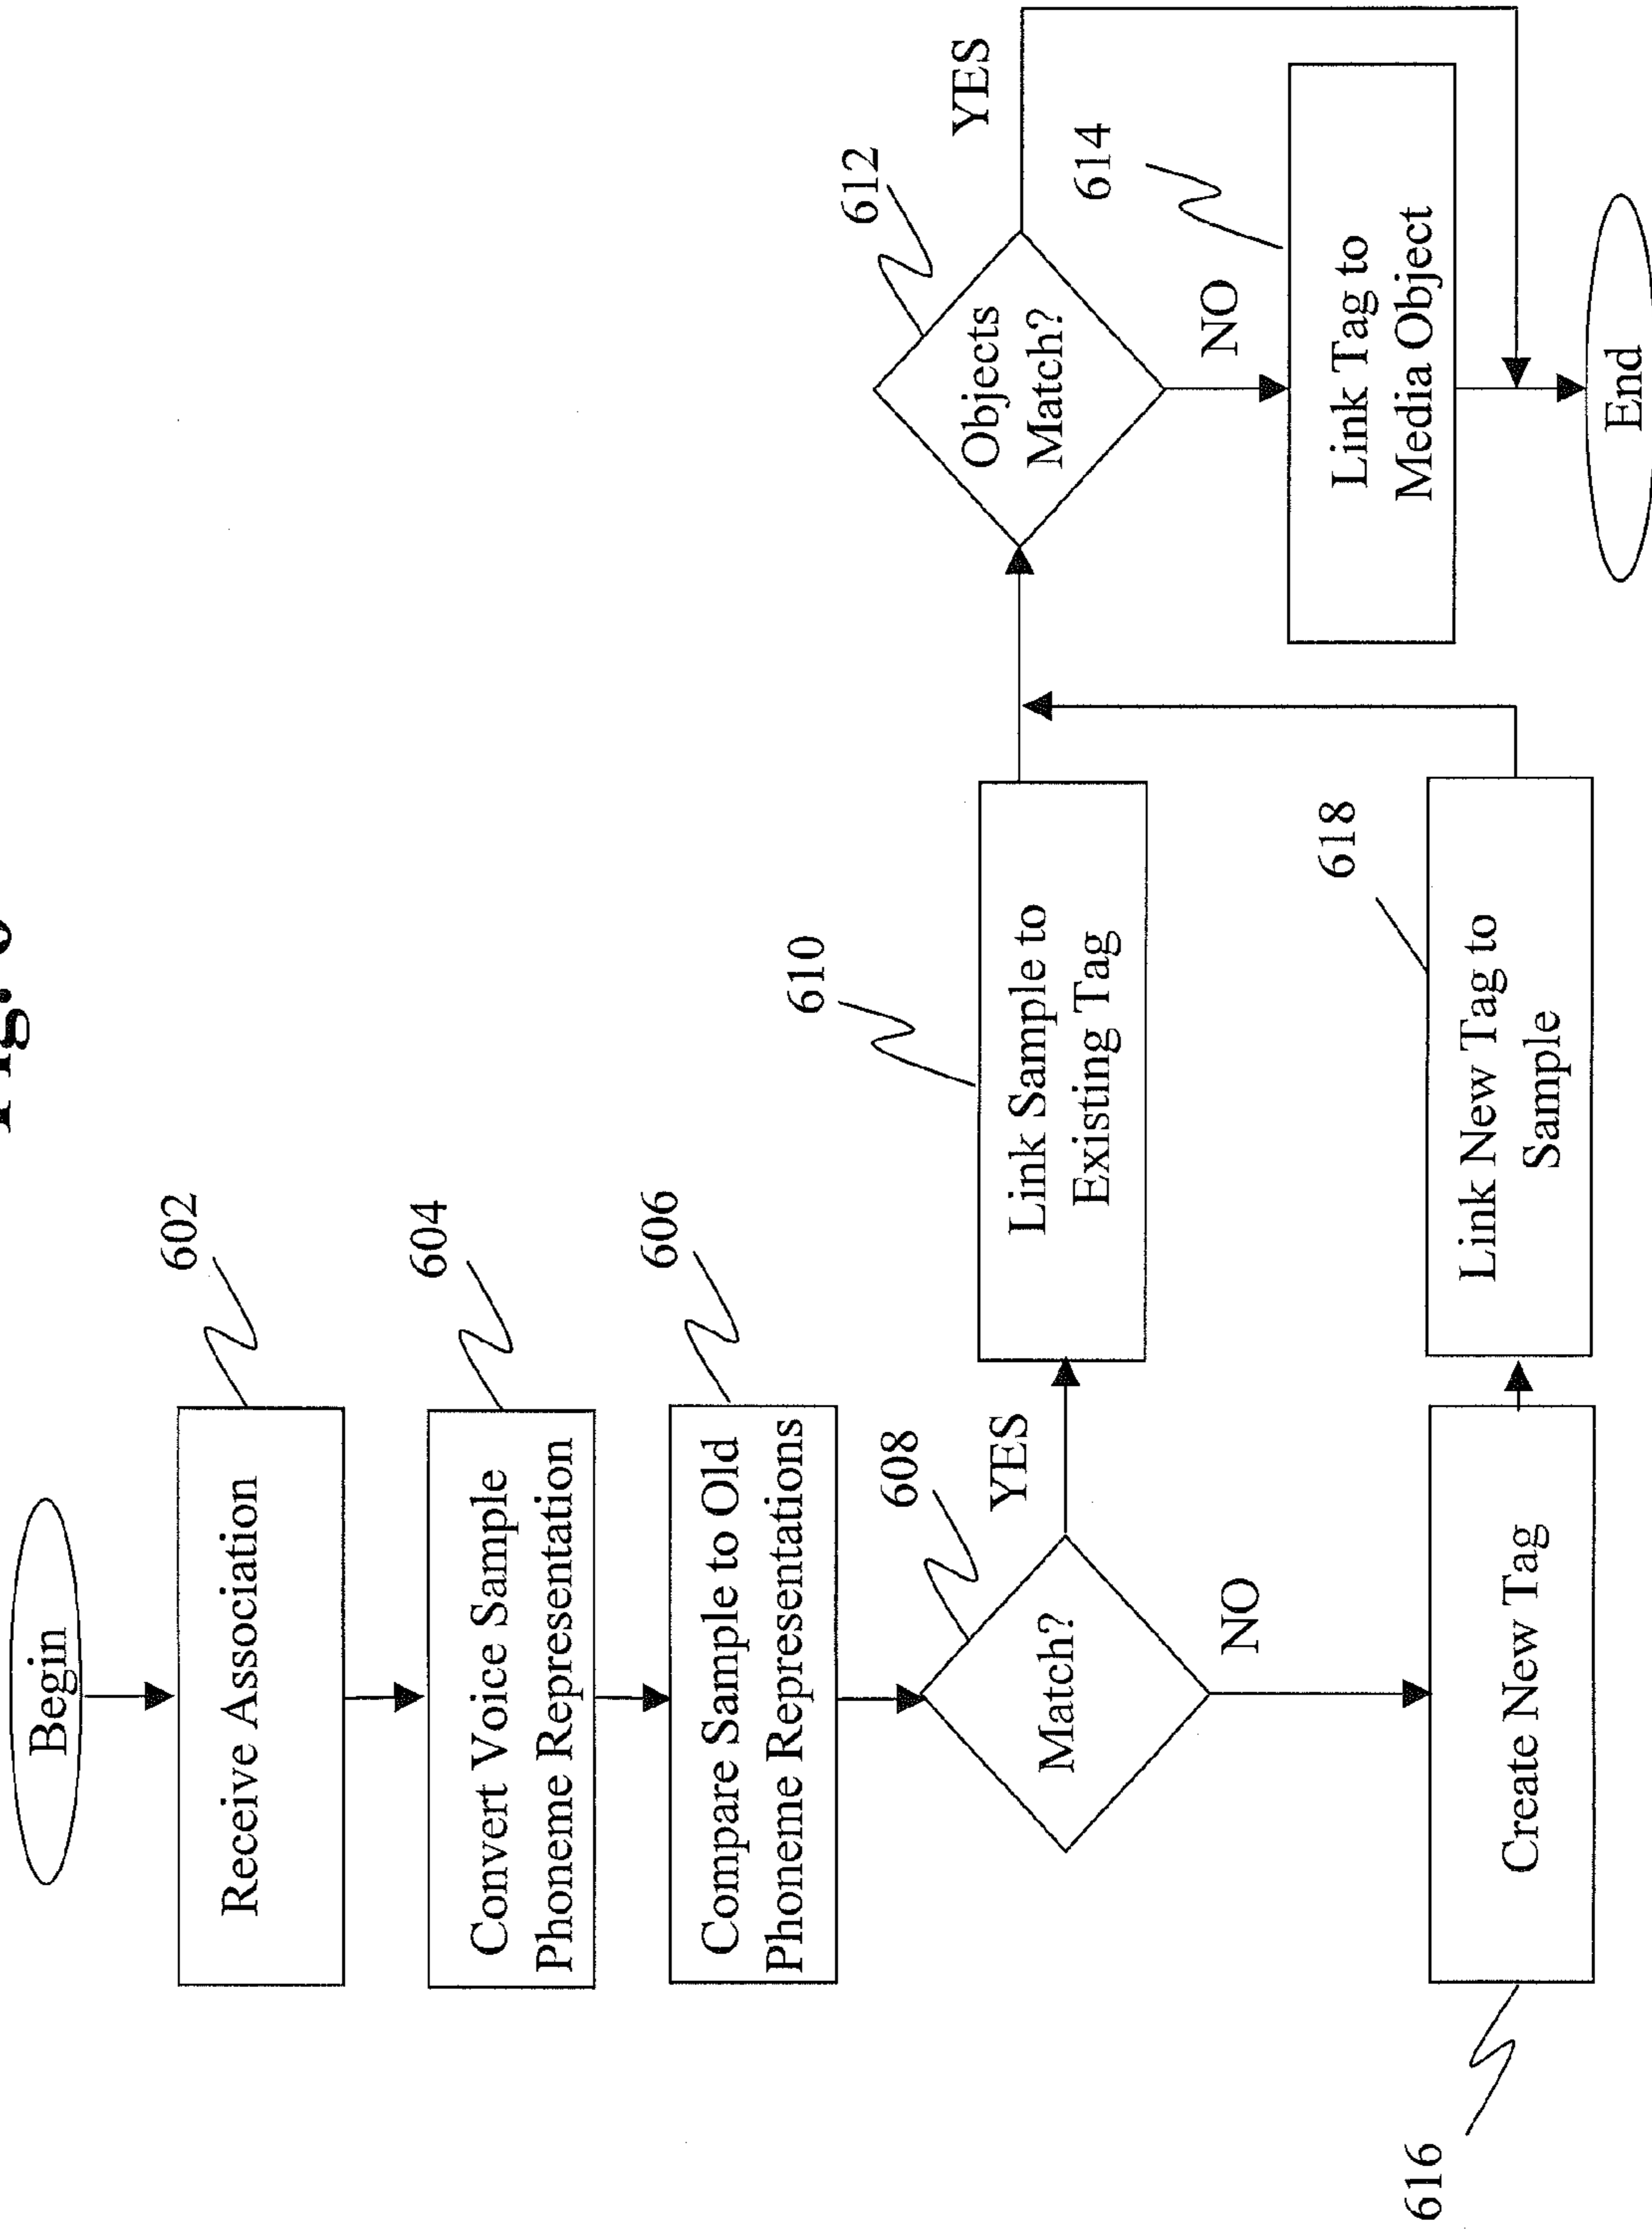 Begin
602
Receive Association
604
Convert Voice Sample
Phoneme Representation
606
Compare Sample to Old
Phoneme Representations
608
Match?
YES
NO
610
Link Sample to
Existing Tag
616
Create New Tag
618
Link New Tag to
Sample
612
Objects
Match?
YES
NO
614
Link Tag to
Media Object
End